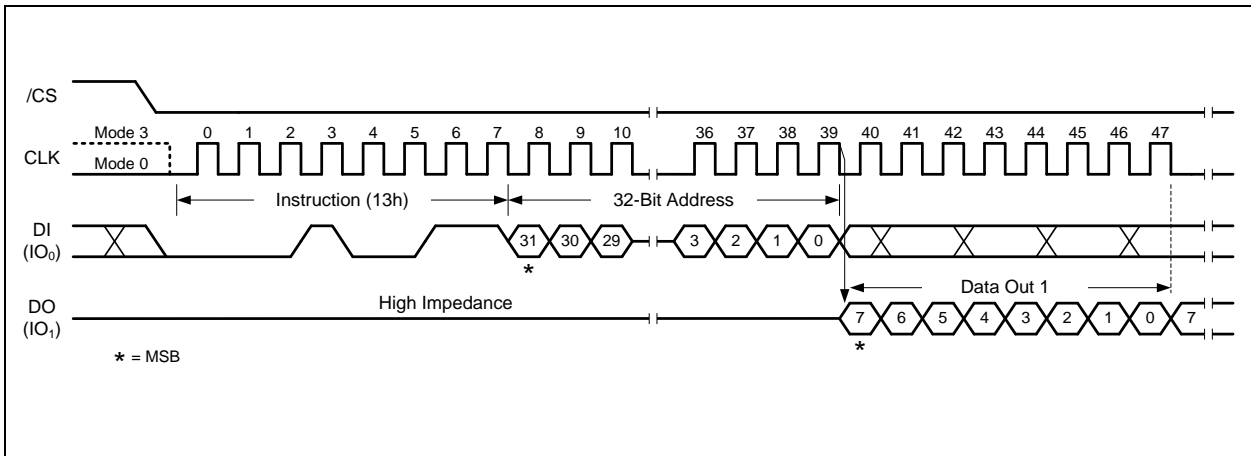 /CS
Mode 3 0 1 2 3 4 5 6 7 8 9 10 36 37 38 39 40 41 42 43 44 45 46 47
CLK
Mode 0
Instruction (13h) 32-Bit Address
DI
(IO₀)
31 30 29 3 2 1 0
*
High Impedance
Data Out 1
DO
(IO₁)
7 6 5 4 3 2 1 0 7
*
* = MSB